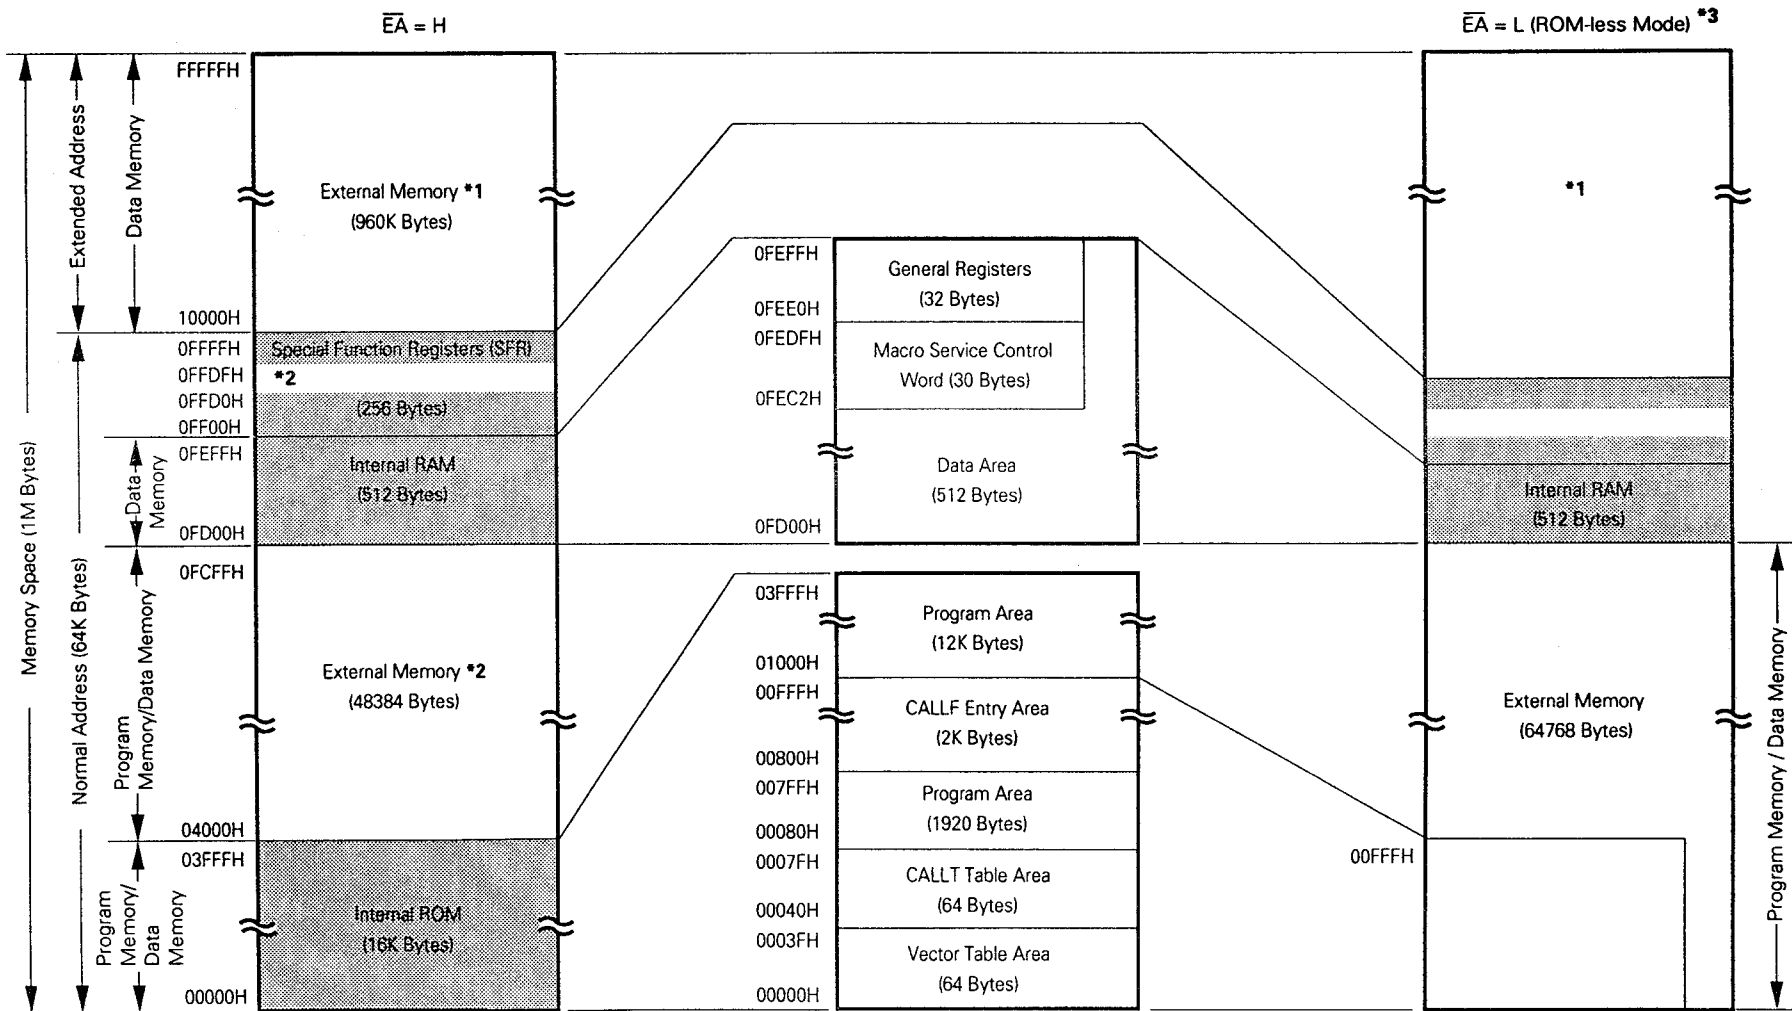 EA = H
EA = L (ROM-less Mode) *3
Memory Space (1M Bytes)
Extended Address
Normal Address (64K Bytes)
Data Memory
Data
Memory
Program
Memory/Data Memory
Program
Memory/
Data
Memory
FFFFFH
External Memory *1
(960K Bytes)
10000H
0FFFFH
Special Function Registers (SFR)
0FFDFH
*2
0FFD0H
(256 Bytes)
0FF00H
0FEFFH
Internal RAM
(512 Bytes)
0FD00H
0FCFFH
External Memory *2
(48384 Bytes)
04000H
03FFFH
Internal ROM
(16K Bytes)
00000H
0FEFFH
General Registers
(32 Bytes)
0FEE0H
0FEDFH
Macro Service Control
Word (30 Bytes)
0FEC2H
Data Area
(512 Bytes)
0FD00H
03FFFH
Program Area
(12K Bytes)
01000H
00FFFH
CALLF Entry Area
(2K Bytes)
00800H
007FFH
Program Area
(1920 Bytes)
00080H
0007FH
CALLT Table Area
(64 Bytes)
00040H
0003FH
Vector Table Area
(64 Bytes)
00000H
*1
Internal RAM
(512 Bytes)
External Memory
(64768 Bytes)
00FFFH
Program Memory / Data Memory